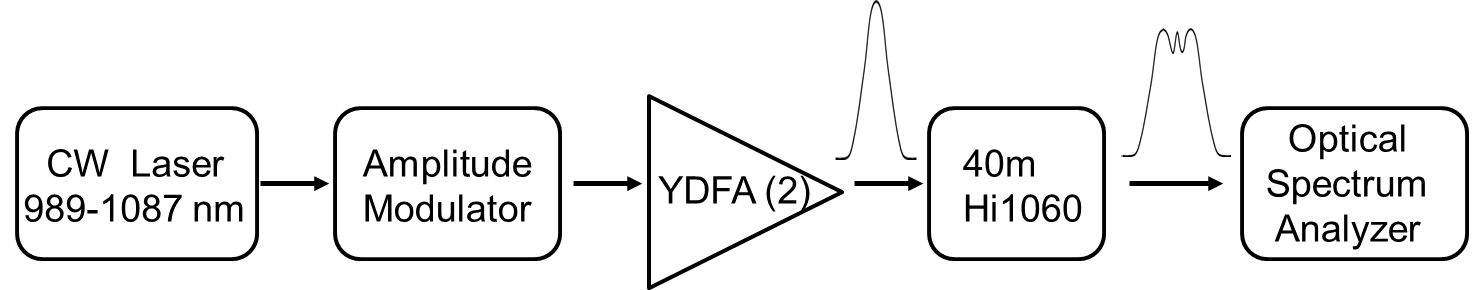 CW Laser
989-1087 nm
Amplitude
Modulator
YDFA (2)
40m
Hi1060
Optical
Spectrum
Analyzer